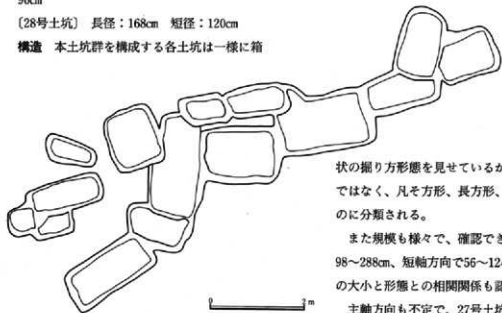 96cm
〔28号土坑〕 長径：168cm 短径：120cm
構造 本土坑群を構成する各土坑は一様に箱
状の掘り方形態を見せているが
ではなく、凡そ方形、長方形、
のに分類される。
また規模も様々で、確認でき
98〜288cm、短軸方向で56〜12
の大小と形態との相関関係も
主軸方向も不定で、27号土坑
0 2m